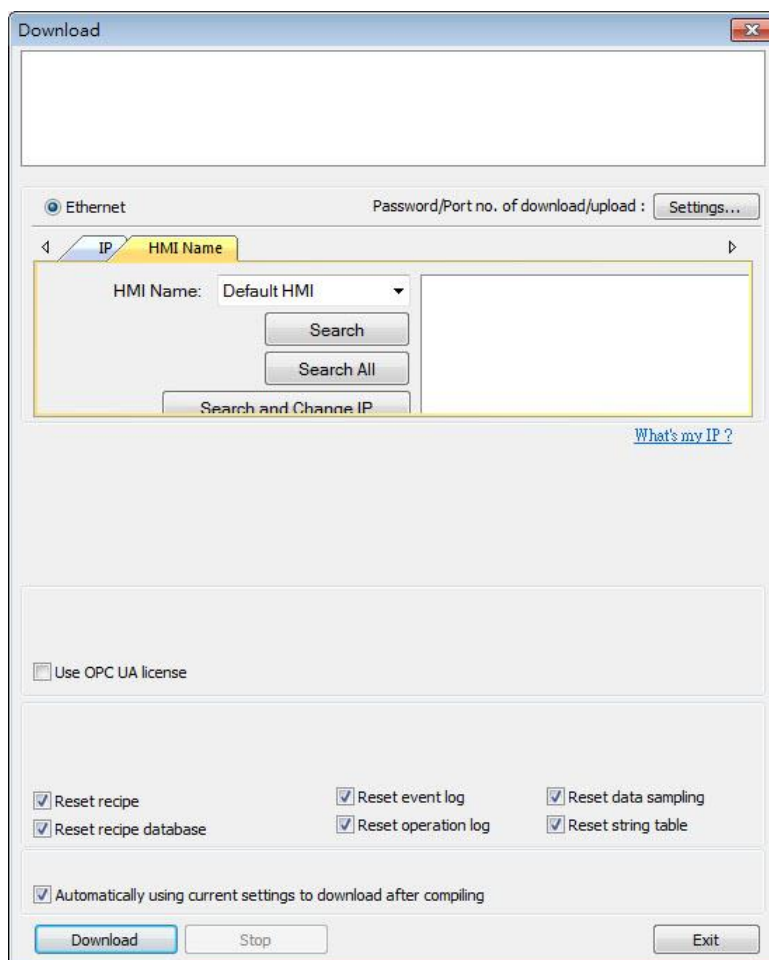 Download
Ethernet Password/Port no. of download/upload : Settings...
IP HMI Name
HMI Name: Default HMI
Search
Search All
Search and Change IP
What's my IP ?
Use OPC UA license
Reset recipe Reset event log Reset data sampling
Reset recipe database Reset operation log Reset string table
Automatically using current settings to download after compiling
Download Stop Exit